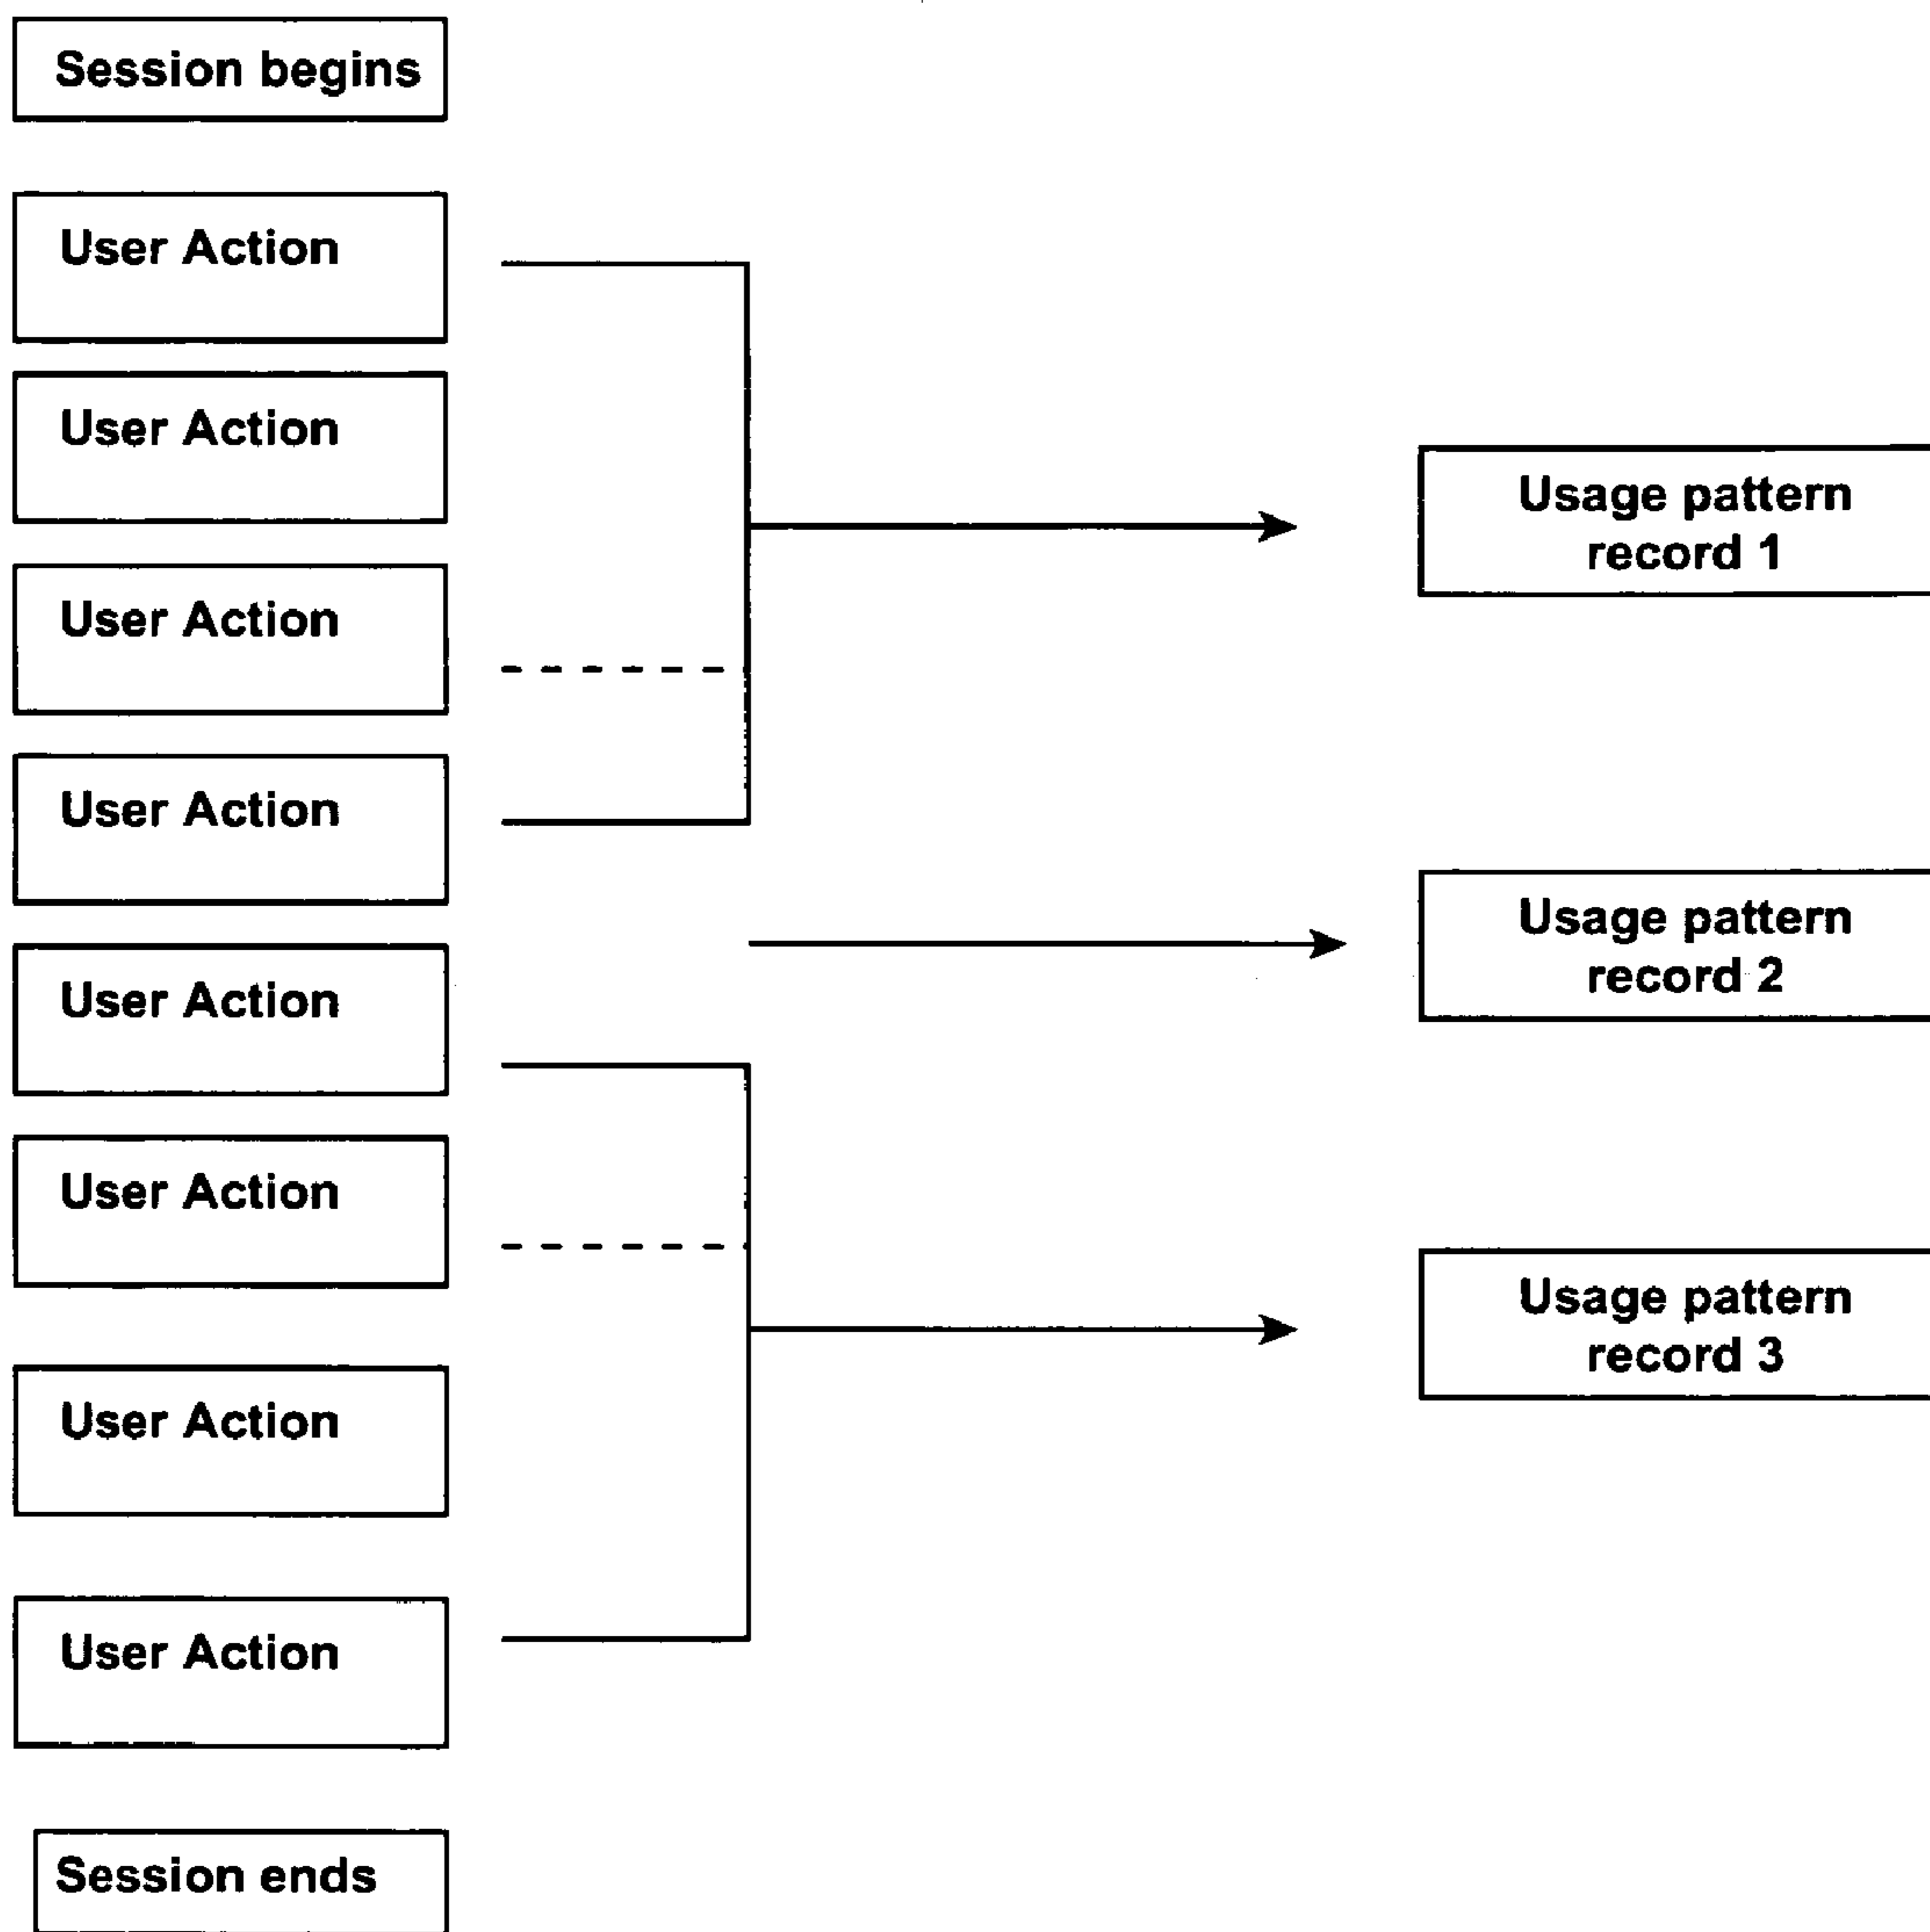 Session begins
User Action
User Action
User Action
User Action
User Action
User Action
User Action
User Action
Session ends
Usage pattern
record 1
Usage pattern
record 2
Usage pattern
record 3